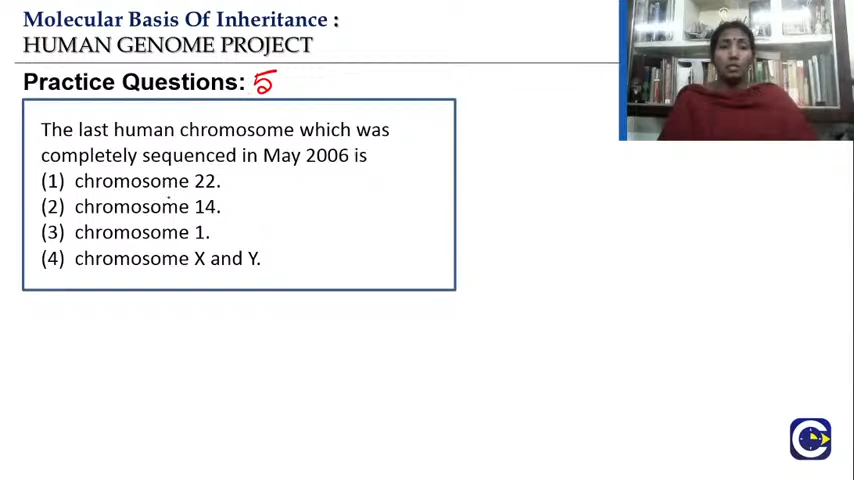 Molecular Basis Of Inheritance :
HUMAN GENOME PROJECT
Practice Questions: 5
The last human chromosome which was
completely sequenced in May 2006 is
(1) chromosome 22.
(2) chromosome 14.
(3) chromosome 1.
(4) chromosome X and Y.